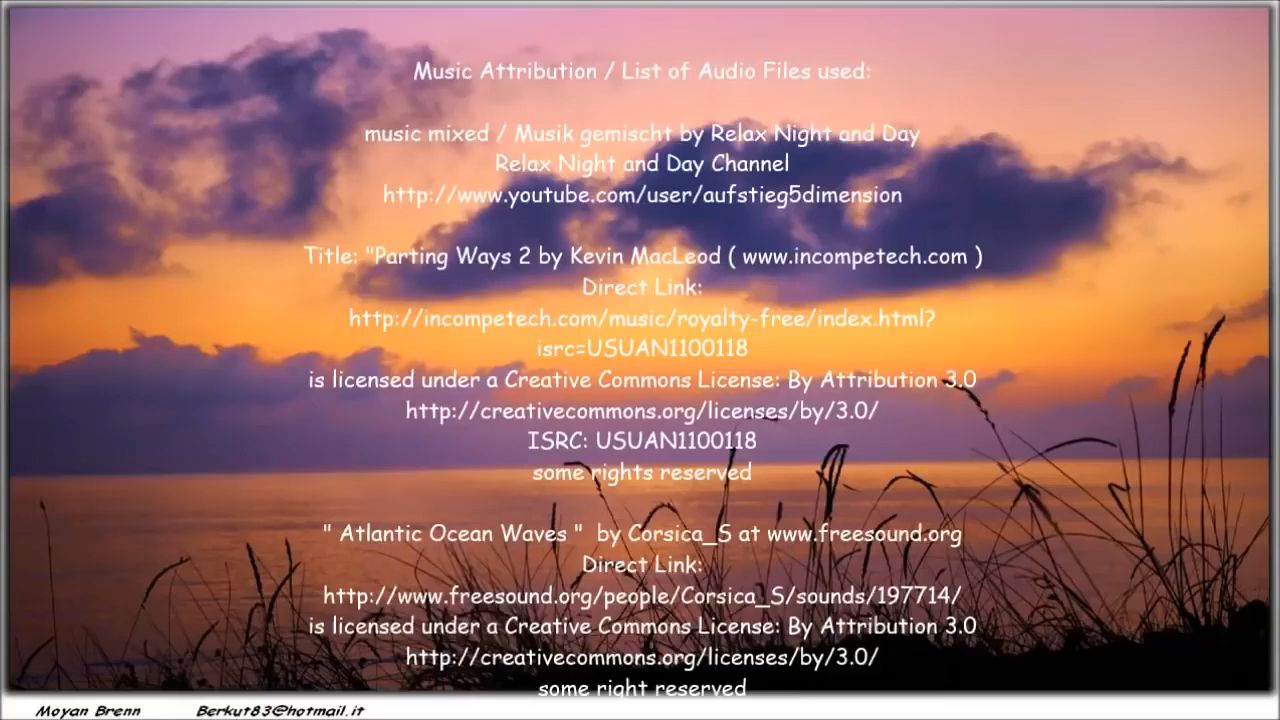 Music Attribution / List of Audio Files used:
music mixed / Musik gemischt by Relax Night and Day
Relax Night and Day Channel
http://www.youtube.com/user/aufstieg5dimension
Title: "Parting Ways 2 by Kevin MacLeod ( www.incompetech.com )
Direct Link:
http://incompetech.com/music/royalty-free/index.html?
isrc=USUAN1100118
is licensed under a Creative Commons License: By Attribution 3.0
http://creativecommons.org/licenses/by/3.0/
ISRC: USUAN1100118
some rights reserved
" Atlantic Ocean Waves "  by Corsica_S at www.freesound.org
Direct Link:
http://www.freesound.org/people/Corsica_S/sounds/197714/
is licensed under a Creative Commons License: By Attribution 3.0
http://creativecommons.org/licenses/by/3.0/
some right reserved
Moyan Brenn Berkut83@hotmail.it